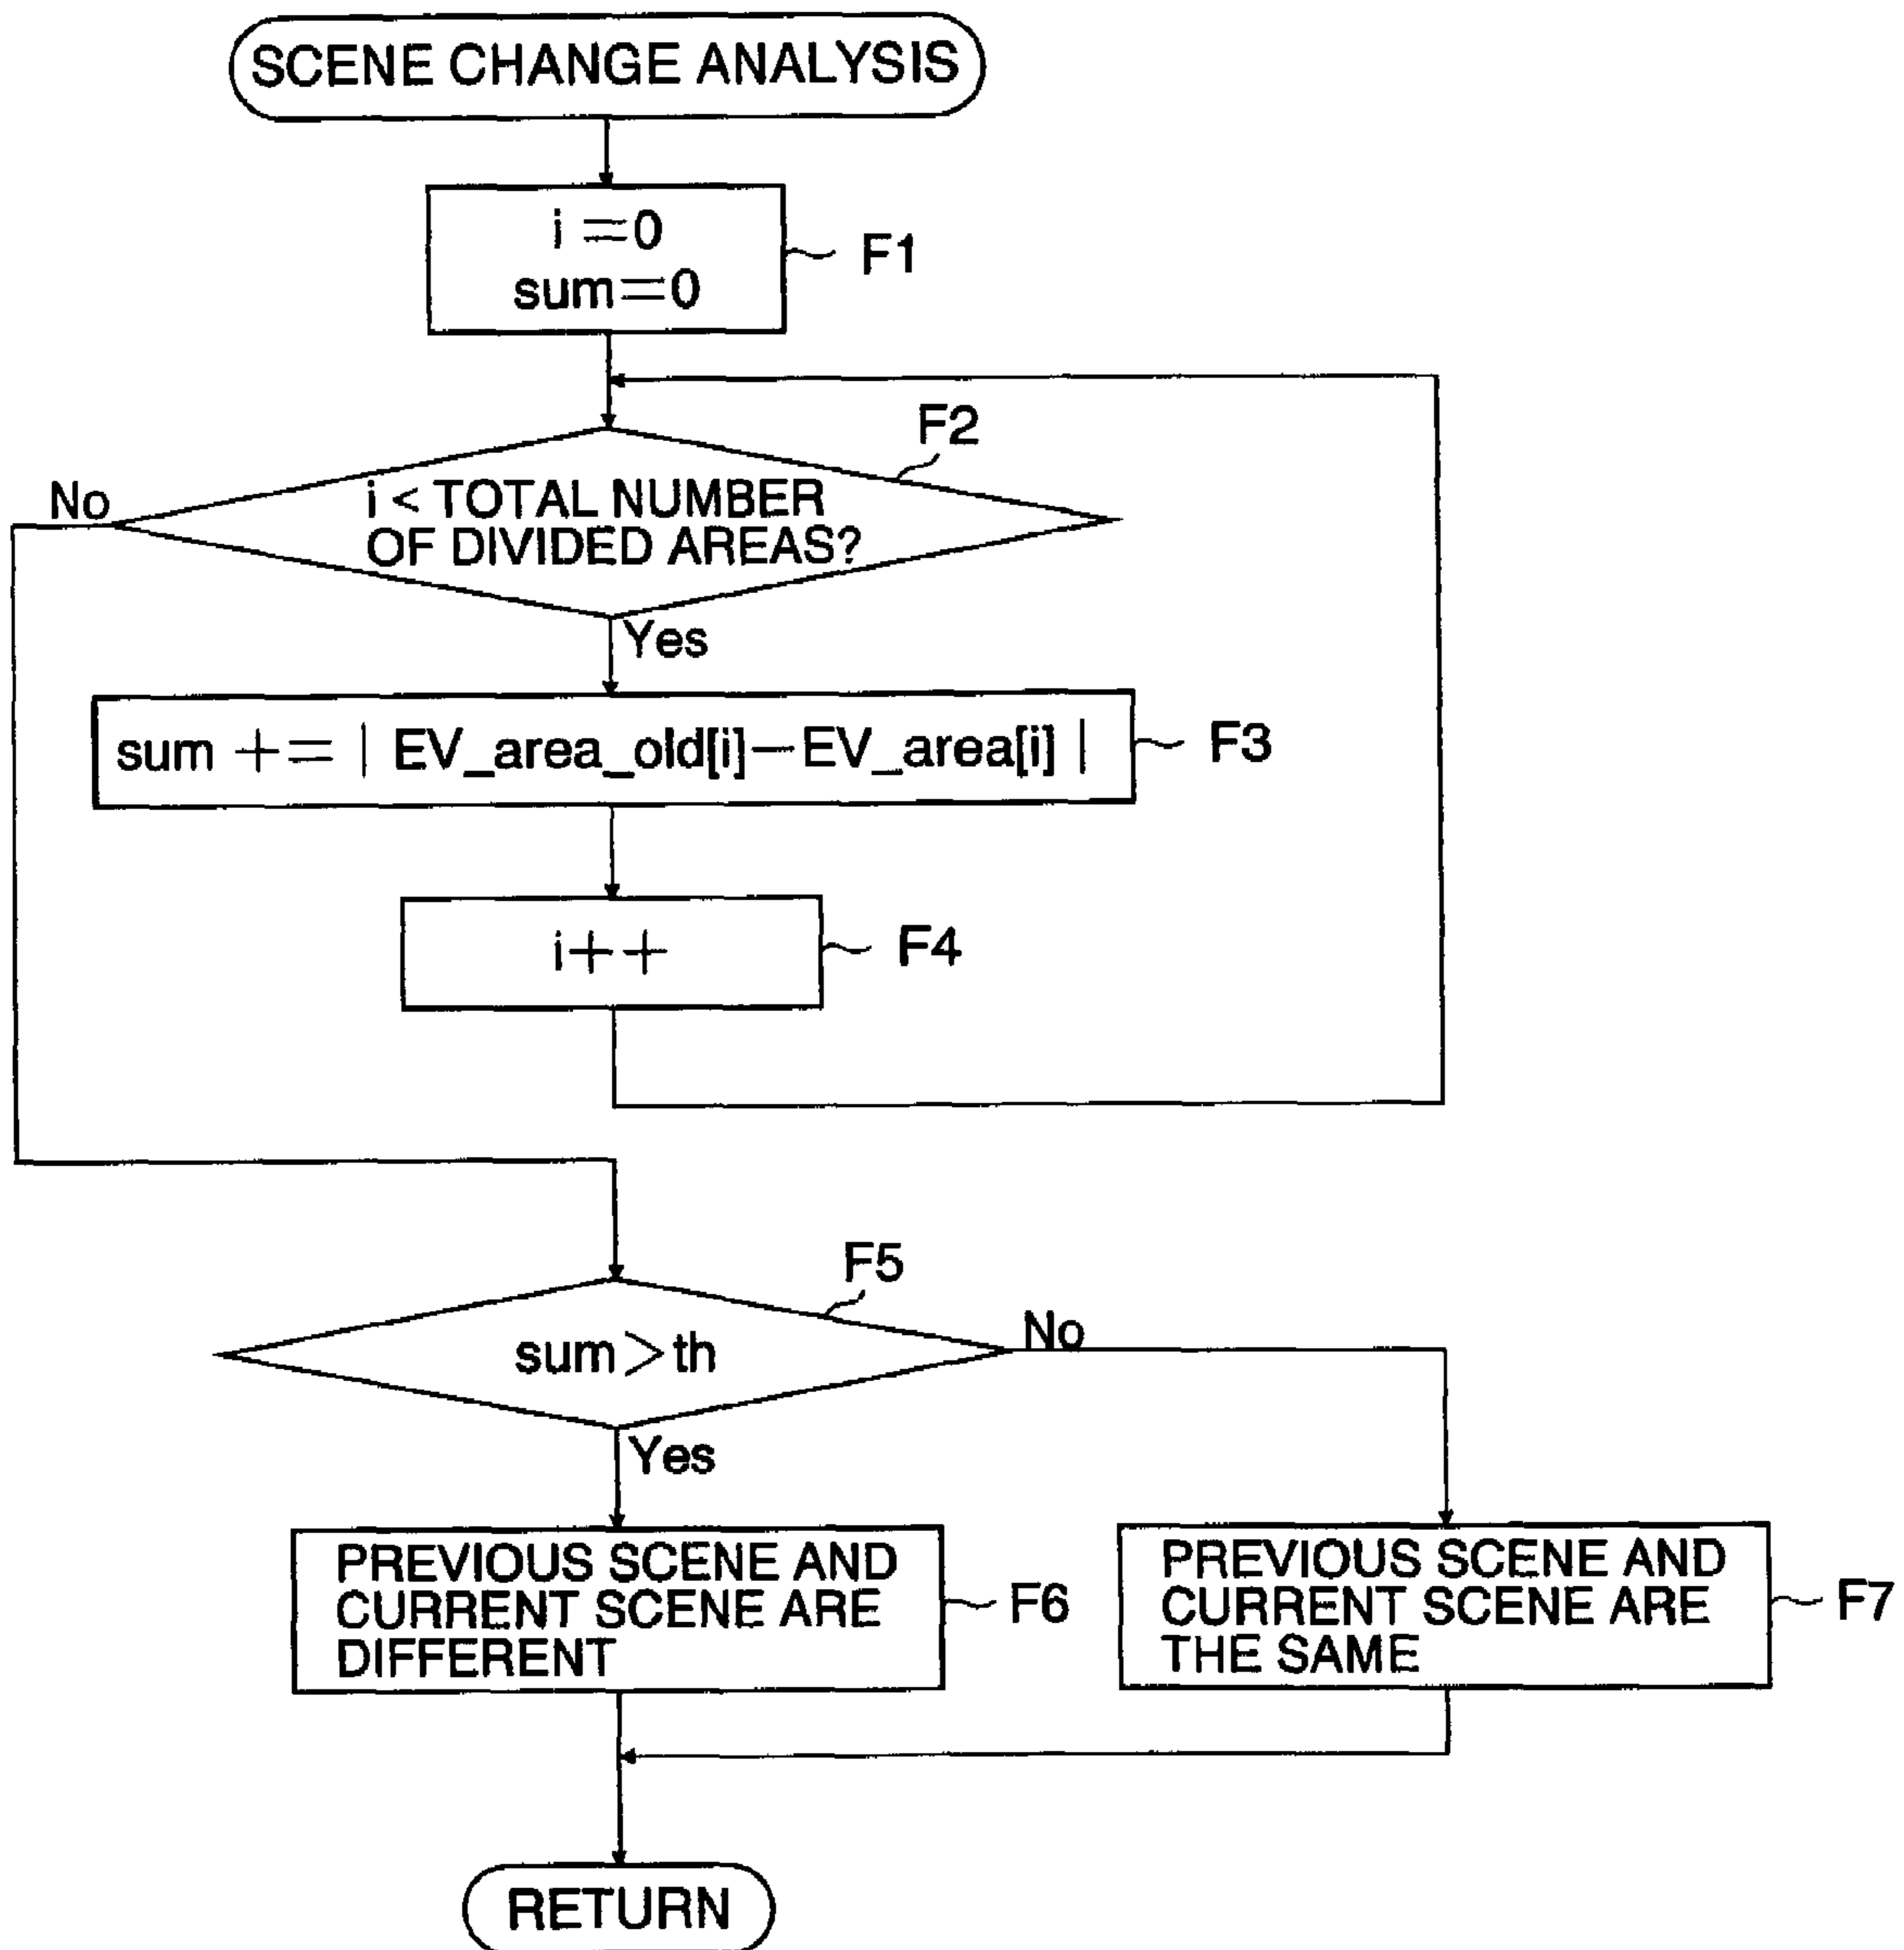 SCENE CHANGE ANALYSIS
i=0
sum=0
F1
F2
No
i < TOTAL NUMBER
OF DIVIDED AREAS?
Yes
sum += | EV_area_old[i]-EV_area[i] |
F3
i++
F4
F5
sum>th
No
Yes
PREVIOUS SCENE AND
CURRENT SCENE ARE
DIFFERENT
F6
PREVIOUS SCENE AND
CURRENT SCENE ARE
THE SAME
F7
RETURN